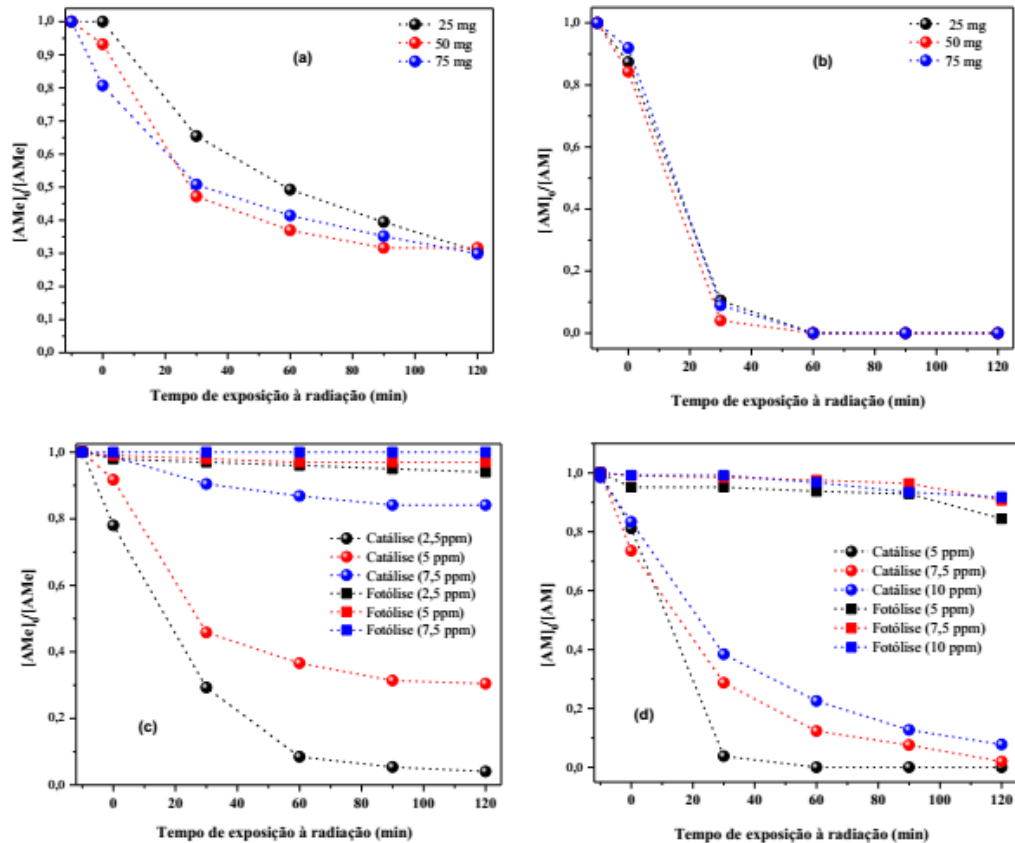 1,0
0,9
0,8
0,7
0,6
0,5
0,4
0,3
0,2
0,1
0,0
[AMe]₀/[AMe]
(a)
25 mg
50 mg
75 mg
0 20 40 60 80 100 120
Tempo de exposição à radiação (min)
1,0
0,8
0,6
0,4
0,2
0,0
[AM]₀/[AM]
(b)
25 mg
50 mg
75 mg
0 20 40 60 80 100 120
Tempo de exposição à radiação (min)
1,0
0,8
0,6
0,4
0,2
0,0
[AMe]₀/[AMe]
Catálise (2,5ppm)
Catálise (5 ppm)
Catálise (7,5 ppm)
Fotólise (2,5 ppm)
Fotólise (5 ppm)
Fotólise (7,5 ppm)
(c)
0 20 40 60 80 100 120
Tempo de exposição à radiação (min)
1,0
0,8
0,6
0,4
0,2
0,0
[AM]₀/[AM]
Catálise (5 ppm)
Catálise (7,5 ppm)
Catálise (10 ppm)
Fotólise (5 ppm)
Fotólise (7,5 ppm)
Fotólise (10 ppm)
(d)
0 20 40 60 80 100 120
Tempo de exposição à radiação (min)